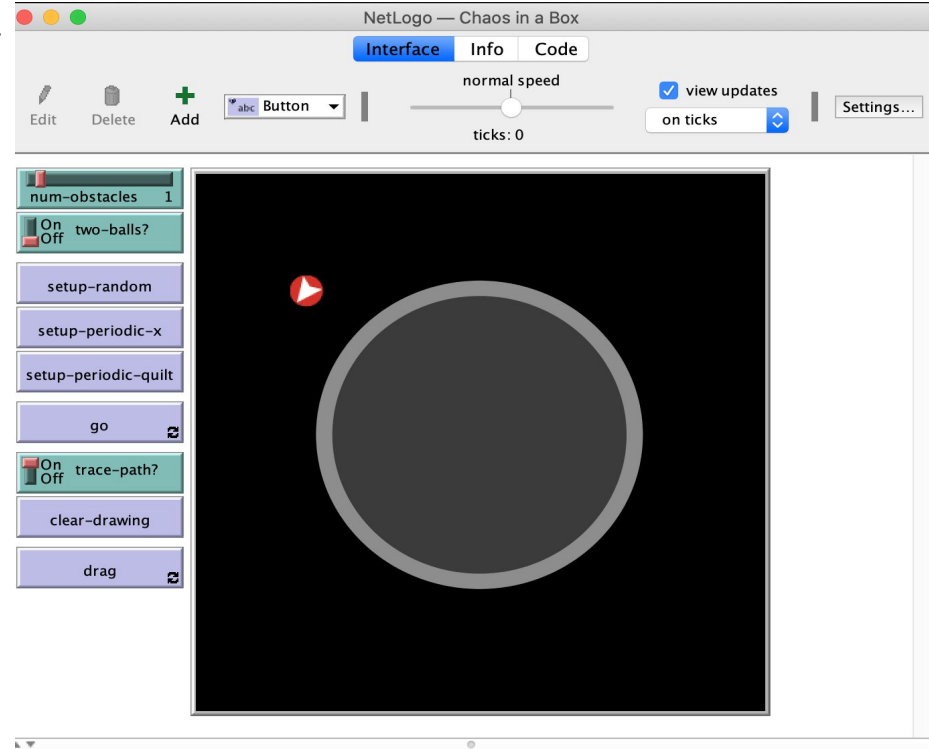 NetLogo — Chaos in a Box
Interface Info Code
Edit Delete Add
abc Button
normal speed
ticks: 0
view updates
on ticks
Settings...
num-obstacles 1
On
Off
two-balls?
setup-random
setup-periodic-x
setup-periodic-quilt
go
On
Off
trace-path?
clear-drawing
drag